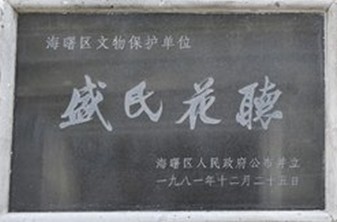 海曙区文物保护单位
盛氏花聽
海曙区人民政府公布并立
一九八一年十二月二十五日